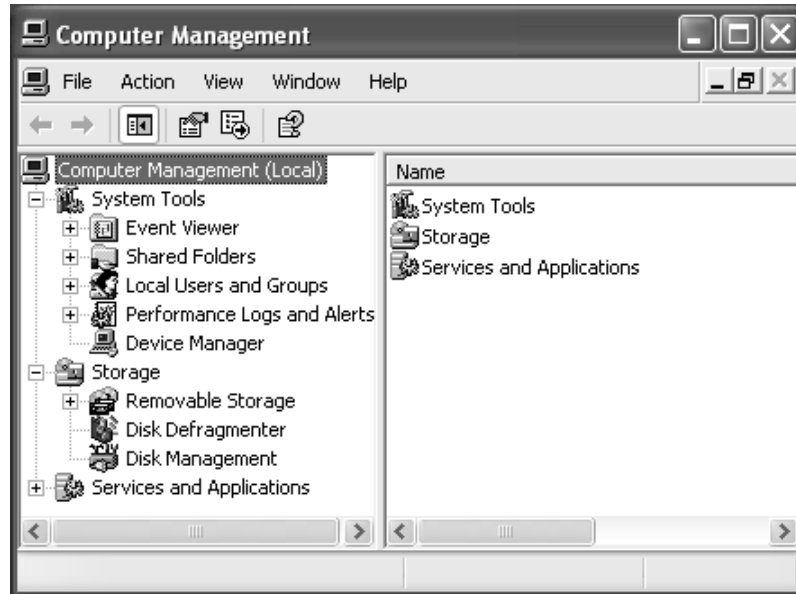 Computer Management
File Action View Window Help
Computer Management (Local)
System Tools
Event Viewer
Shared Folders
Local Users and Groups
Performance Logs and Alerts
Device Manager
Storage
Removable Storage
Disk Defragmenter
Disk Management
Services and Applications
Name
System Tools
Storage
Services and Applications